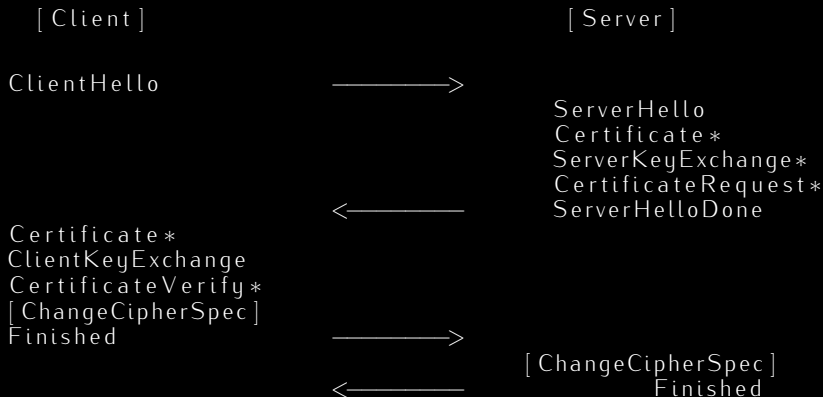 [Client] [Server]
ClientHello ————————>
ServerHello
Certificate*
ServerKeyExchange*
CertificateRequest*
<———————— ServerHelloDone
Certificate*
ClientKeyExchange
CertificateVerify*
[ChangeCipherSpec]
Finished ————————>
[ChangeCipherSpec]
<———————— Finished